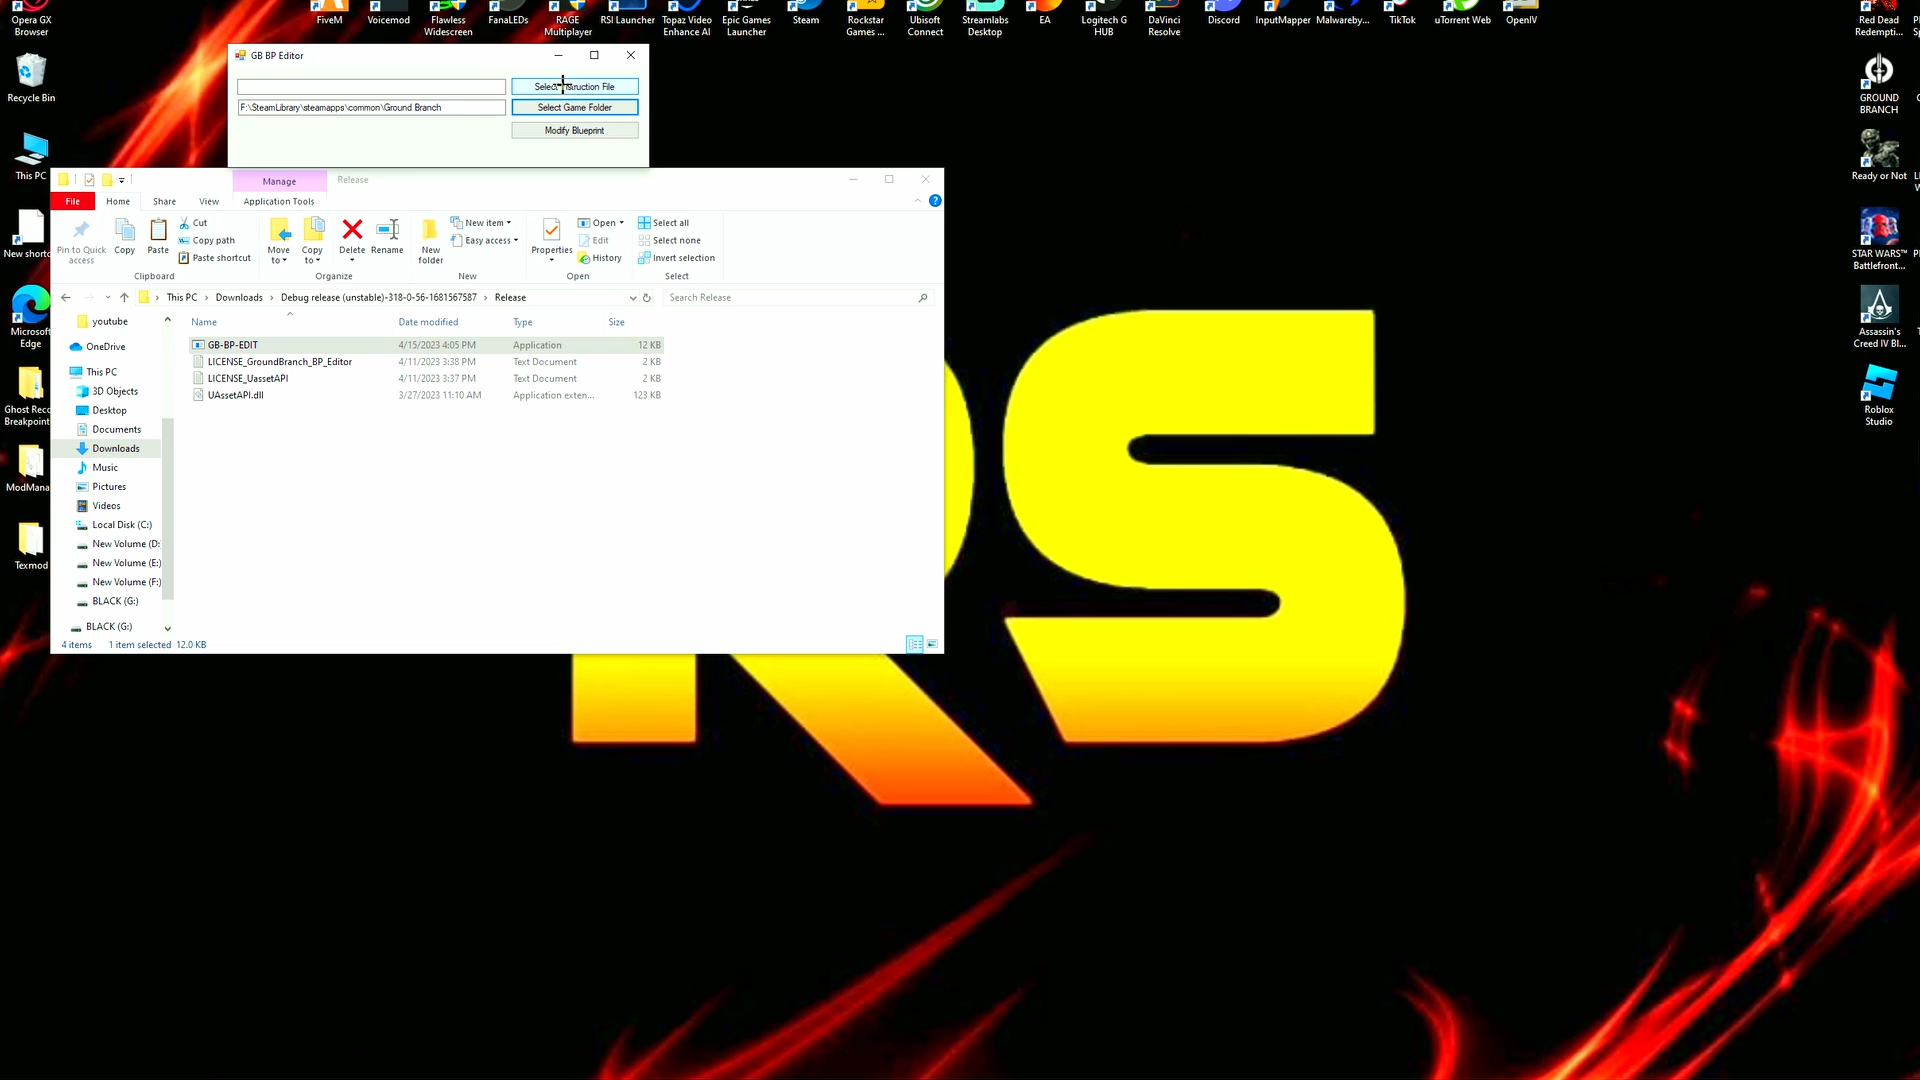 Opera GX
Browser
FiveM
Voicemod
Flawless
Widescreen
FanaLEDs
RAGE
Multiplayer
RSI Launcher
Topaz Video
Enhance AI
Epic Games
Launcher
Steam
Rockstar
Games ...
Ubisoft
Connect
Streamlabs
Desktop
EA
Logitech G
HUB
DaVinci
Resolve
Discord
InputMapper
Malwareby...
TikTok
uTorrent Web
OpenIV
Red Dead
Redempti...
Recycle Bin
This PC
New shortc
Microsoft
Edge
Ghost Reco
Breakpoint
ModMana
Texmod
GROUND
BRANCH
Ready or Not
STAR WARS™
Battlefront...
Assassin's
Creed IV Bl...
Roblox
Studio
GB BP Editor
Select Instruction File
F:\SteamLibrary\steamapps\common\Ground Branch
Select Game Folder
Modify Blueprint
Manage
Release
File
Home
Share
View
Application Tools
Pin to Quick
access
Copy
Paste
Cut
Copy path
Paste shortcut
Clipboard
Move
to
Copy
to
Delete
Rename
Organize
New
folder
New item
Easy access
New
Properties
Open
Edit
History
Open
Select all
Select none
Invert selection
Select
This PC > Downloads > Debug release (unstable)-318-0-56-1681567587 > Release
Search Release
youtube
OneDrive
This PC
3D Objects
Desktop
Documents
Downloads
Music
Pictures
Videos
Local Disk (C:)
New Volume (D:
New Volume (E:)
New Volume (F:)
BLACK (G:)
BLACK (G:)
Name Date modified Type Size
GB-BP-EDIT 4/15/2023 4:05 PM Application 12 KB
LICENSE_GroundBranch_BP_Editor 4/11/2023 3:38 PM Text Document 2 KB
LICENSE_UassetAPI 4/11/2023 3:37 PM Text Document 2 KB
UAssetAPI.dll 3/27/2023 11:10 AM Application exten... 123 KB
4 items 1 item selected 12.0 KB
RS